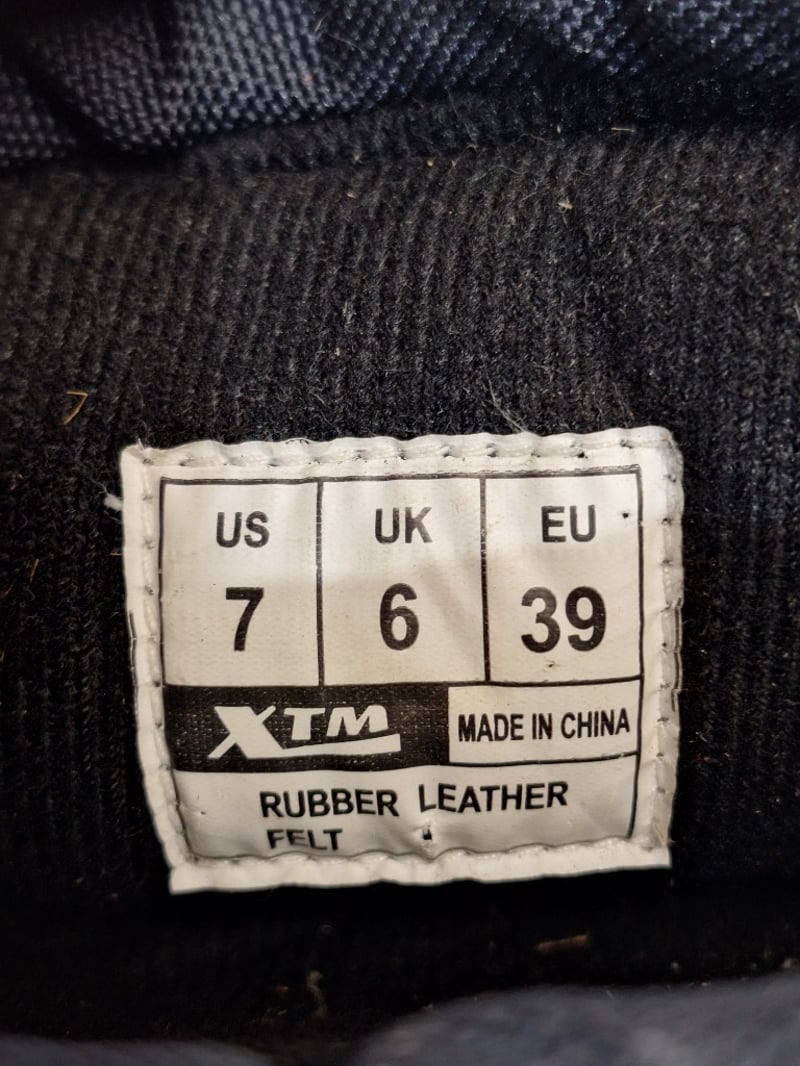 US UK EU
7 6 39
XTM MADE IN CHINA
RUBBER LEATHER
FELT